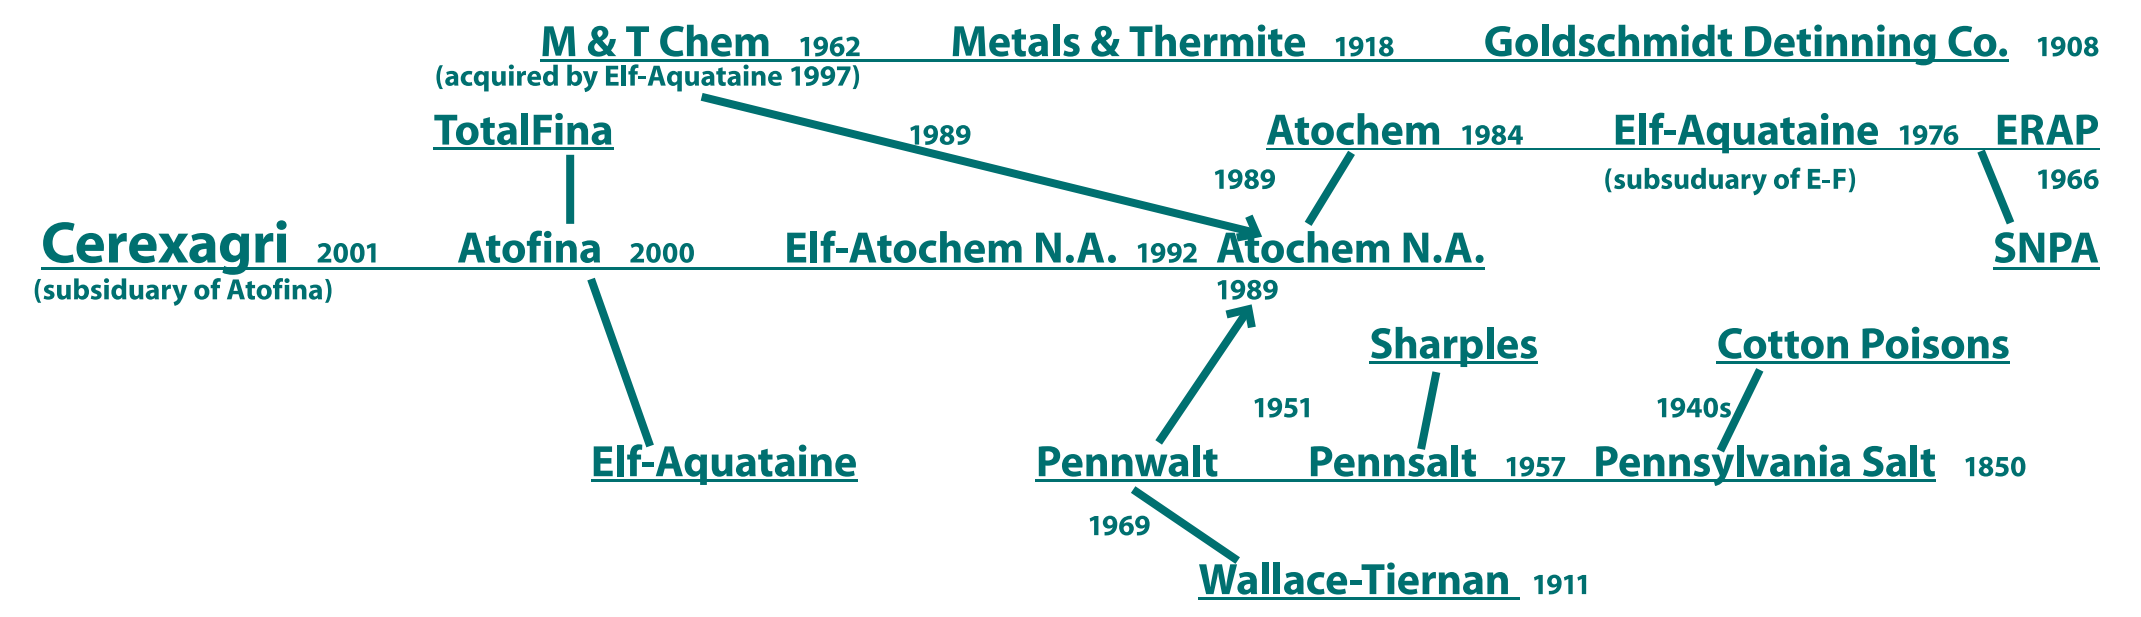 M & T Chem 1962 Metals & Thermite 1918 Goldschmidt Detinning Co. 1908
(acquired by Elf-Aquataine 1997)
TotalFina 1989 Atochem 1984 Elf-Aquataine 1976 ERAP
1989 (subsuduary of E-F) 1966
Cerexagri 2001 Atofina 2000 Elf-Atochem N.A. 1992 Atochem N.A. SNPA
(subsiduary of Atofina) 1989
Sharples Cotton Poisons
1951 1940s
Elf-Aquataine Pennwalt Pennsalt 1957 Pennsylvania Salt 1850
1969
Wallace-Tiernan 1911